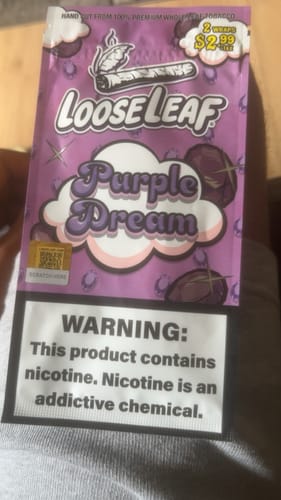 HAND CUT FROM 100% PREMIUM WHOLE LEAF TOBACCO
2 WRAPS
$2.99
LOOSELEAF
Purple
Dream
SCRATCH HERE
WARNING:
This product contains
nicotine. Nicotine is an
addictive chemical.